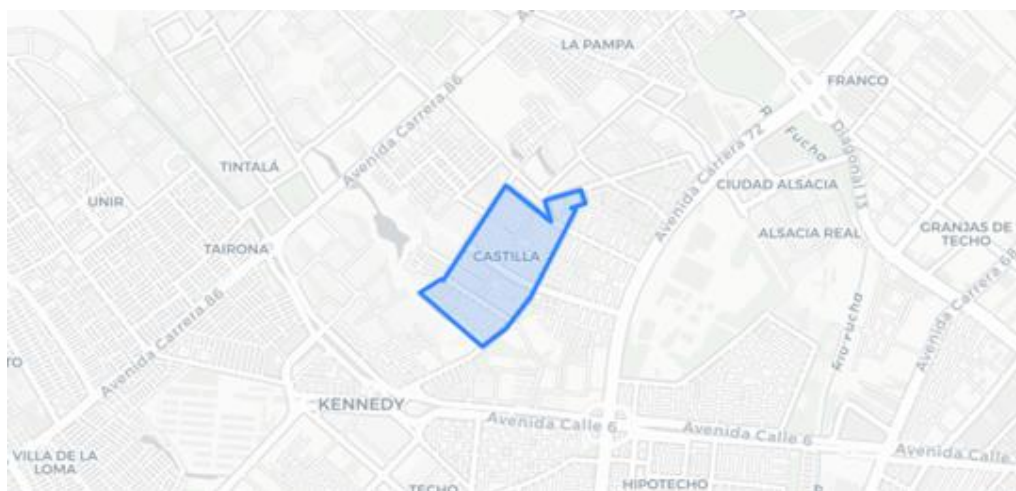 LA PAMPA
FRANCO
Avenida Carrera 86
Avenida Carrera 72
Fucha
Diagonal 13
TINTALÁ
CIUDAD ALSACIA
UNIR
ALSACIA REAL
GRANJAS DE
TECHO
TAIRONA
CASTILLA
Avenida Carrera 68
Avenida Carrera 86
KENNEDY
Avenida Calle 6
Avenida Calle 6
Avenida Calle
VILLA DE LA
LOMA
TECHO
HIPOTECHO